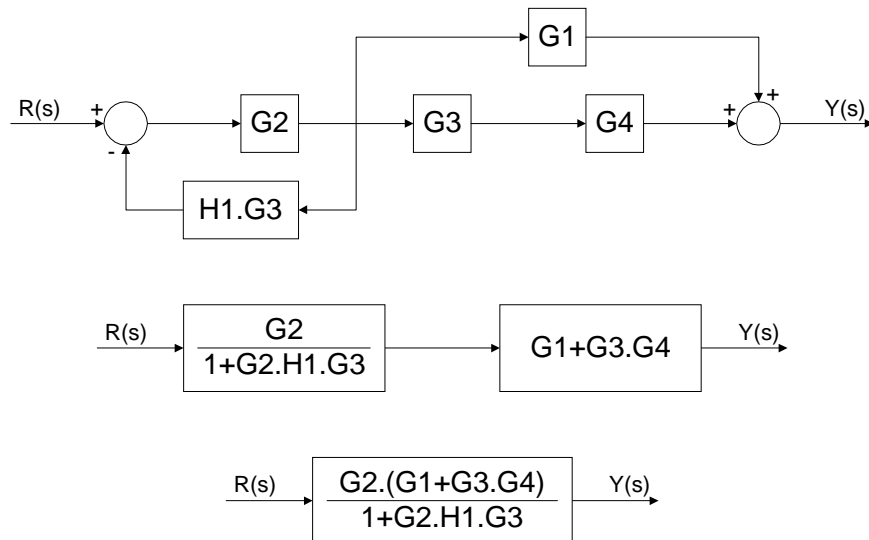 G1
R(s) + + + Y(s)
G2 G3 G4
-
H1.G3
R(s) G2 Y(s)
1+G2.H1.G3 G1+G3.G4
R(s) G2.(G1+G3.G4) Y(s)
1+G2.H1.G3